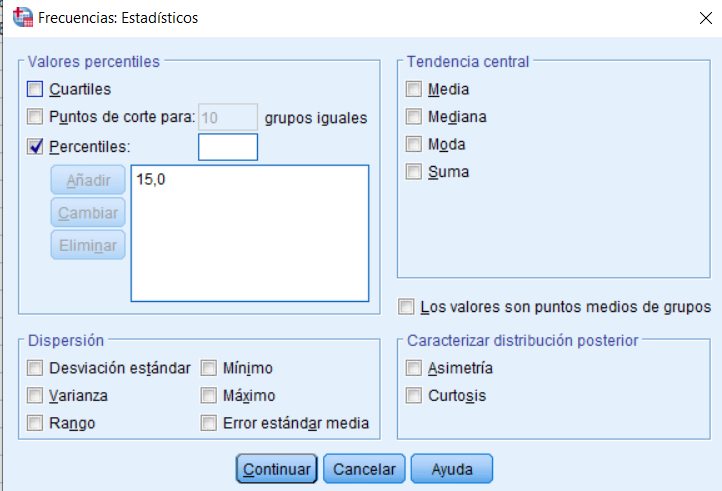 Frecuencias: Estadísticos
Valores percentiles
Cuartiles
Puntos de corte para: 10 grupos iguales
Percentiles:
Añadir
Cambiar
Eliminar
15,0
Tendencia central
Media
Mediana
Moda
Suma
Los valores son puntos medios de grupos
Dispersión
Desviación estándar Mínimo
Varianza Máximo
Rango Error estándar media
Caracterizar distribución posterior
Asimetría
Curtosis
Continuar Cancelar Ayuda